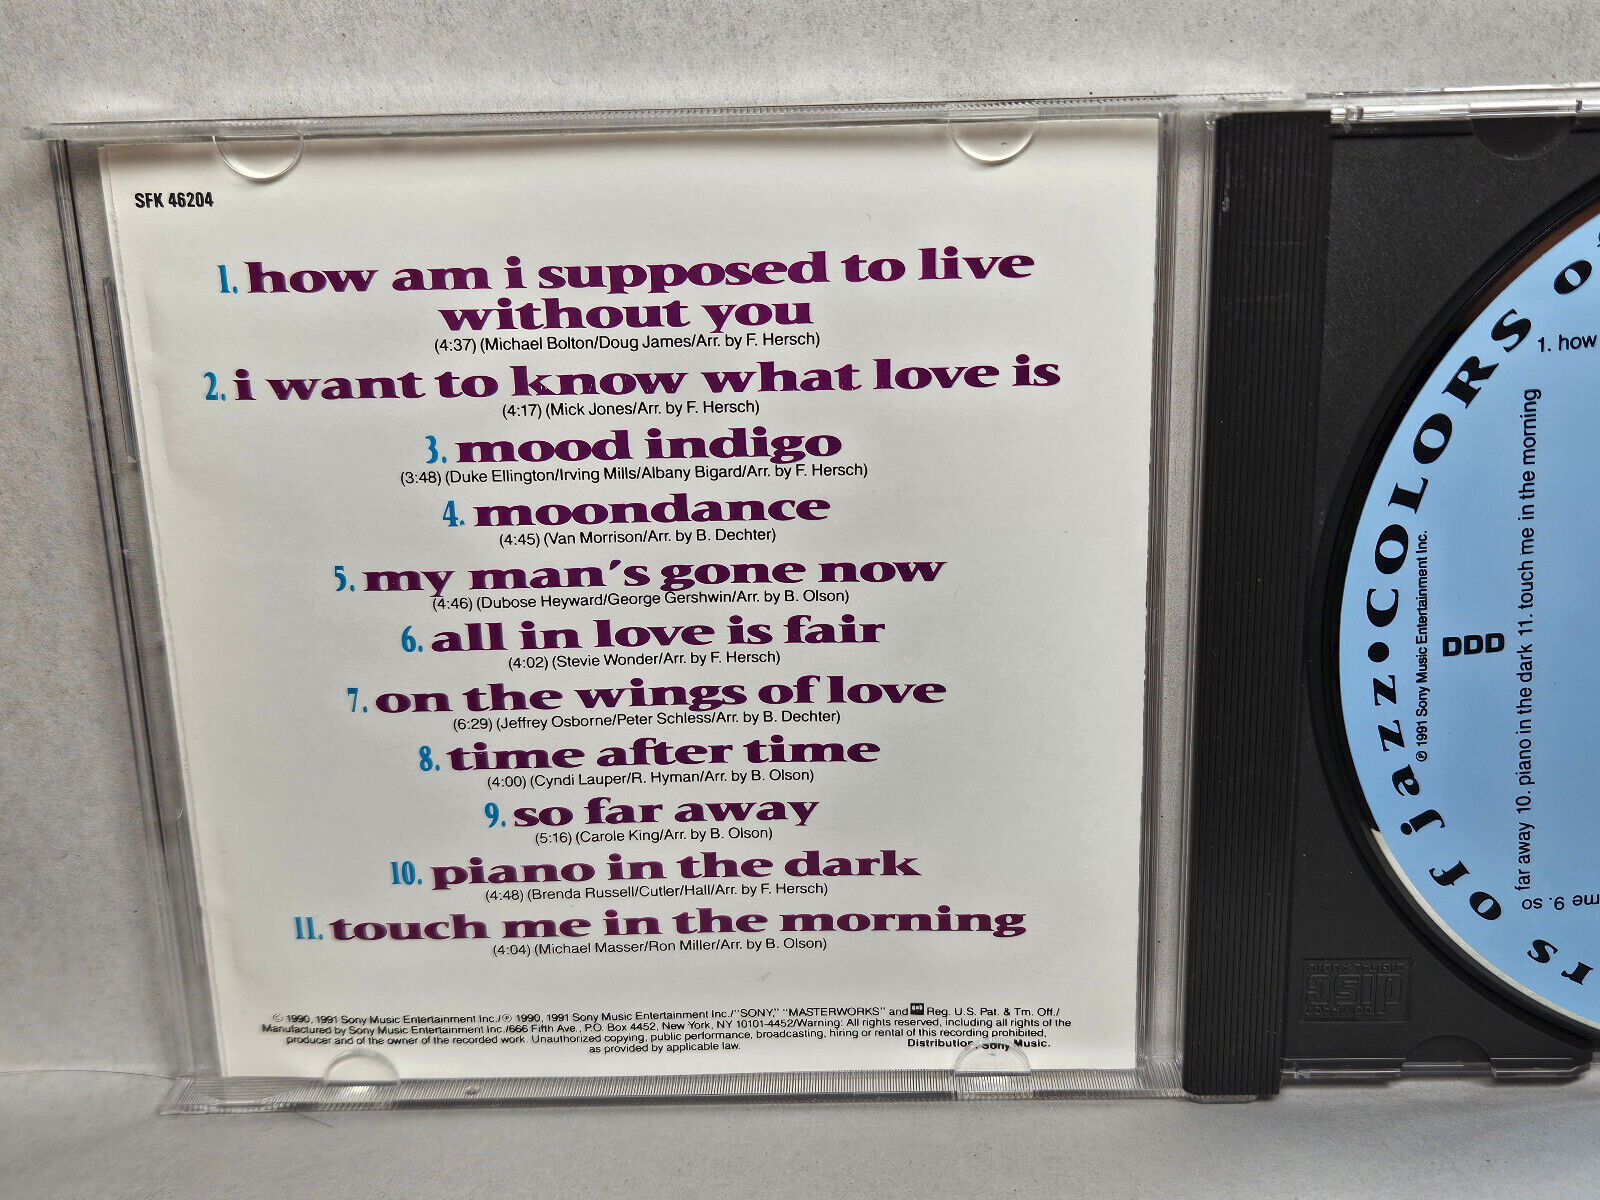 SFK 46204
1. how am i supposed to live
without you
(4:37) (Michael Bolton/Doug James/Arr. by F. Hersch)
2. i want to know what love is
(4:17) (Mick Jones/Arr. by F. Hersch)
3. mood indigo
(3:48) (Duke Ellington/Irving Mills/Albany Bigard/Arr. by F. Hersch)
4. moondance
(4:45) (Van Morrison/Arr. by B. Dechter)
5. my man's gone now
(4:46) (Dubose Heyward/George Gershwin/Arr. by B. Olson)
6. all in love is fair
(4:02) (Stevie Wonder/Arr. by F. Hersch)
7. on the wings of love
(6:29) (Jeffrey Osborne/Peter Schless/Arr. by B. Dechter)
8. time after time
(4:00) (Cyndi Lauper/R. Hyman/Arr. by B. Olson)
9. so far away
(5:16) (Carole King/Arr. by B. Olson)
10. piano in the dark
(4:48) (Brenda Russell/Cutler/Hall/Arr. by F. Hersch)
11. touch me in the morning
(4:04) (Michael Masser/Ron Miller/Arr. by B. Olson)
© 1990, 1991 Sony Music Entertainment Inc./℗ 1990, 1991 Sony Music Entertainment Inc./"SONY," "MASTERWORKS" and Reg. U.S. Pat. & Tm. Off./
Manufactured by Sony Music Entertainment Inc./666 Fifth Ave., P.O. Box 4452, New York, NY 10101-4452/Warning: All rights reserved, including all rights of the
producer and of the owner of the recorded work. Unauthorized copying, public performance, broadcasting, hiring or rental of this recording prohibited,
as provided by applicable law.
Distribution: Sony Music.
rs of jazz • COLORS o
℗ 1991 Sony Music Entertainment Inc.
DDD
1. how
me 9. so
far away 10. piano in the dark 11. touch me in the morning
COMPACT
disc
DIGITAL AUDIO